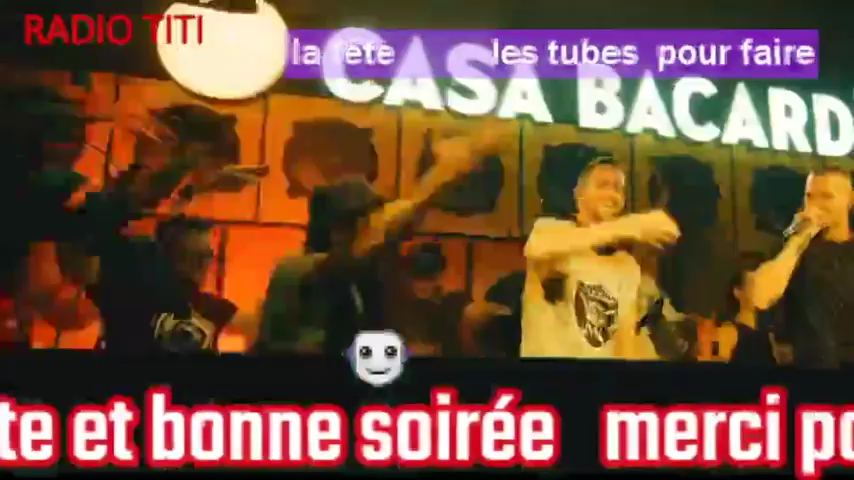 RADIO TITI
la fête les tubes pour faire
CASA BACARD
te et bonne soirée merci po